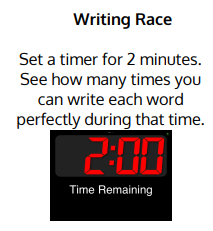 Writing Race
Set a timer for 2 minutes.
See how many times you
can write each word
perfectly during that time.
2:00
Time Remaining